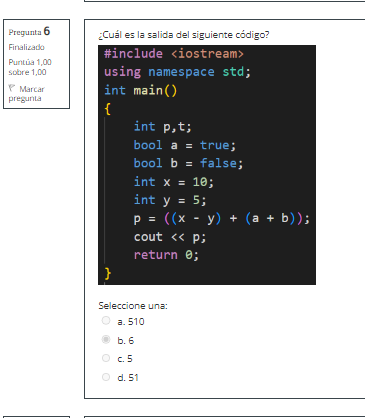 Pregunta 6
Finalizado
Puntúa 1,00
sobre 1,00
Marcar
pregunta
¿Cuál es la salida del siguiente código?
#include <iostream>
using namespace std;
int main()
{
int p,t;
bool a = true;
bool b = false;
int x = 10;
int y = 5;
p = ((x - y) + (a + b));
cout << p;
return 0;
}
Seleccione una:
a. 510
b. 6
c. 5
d. 51